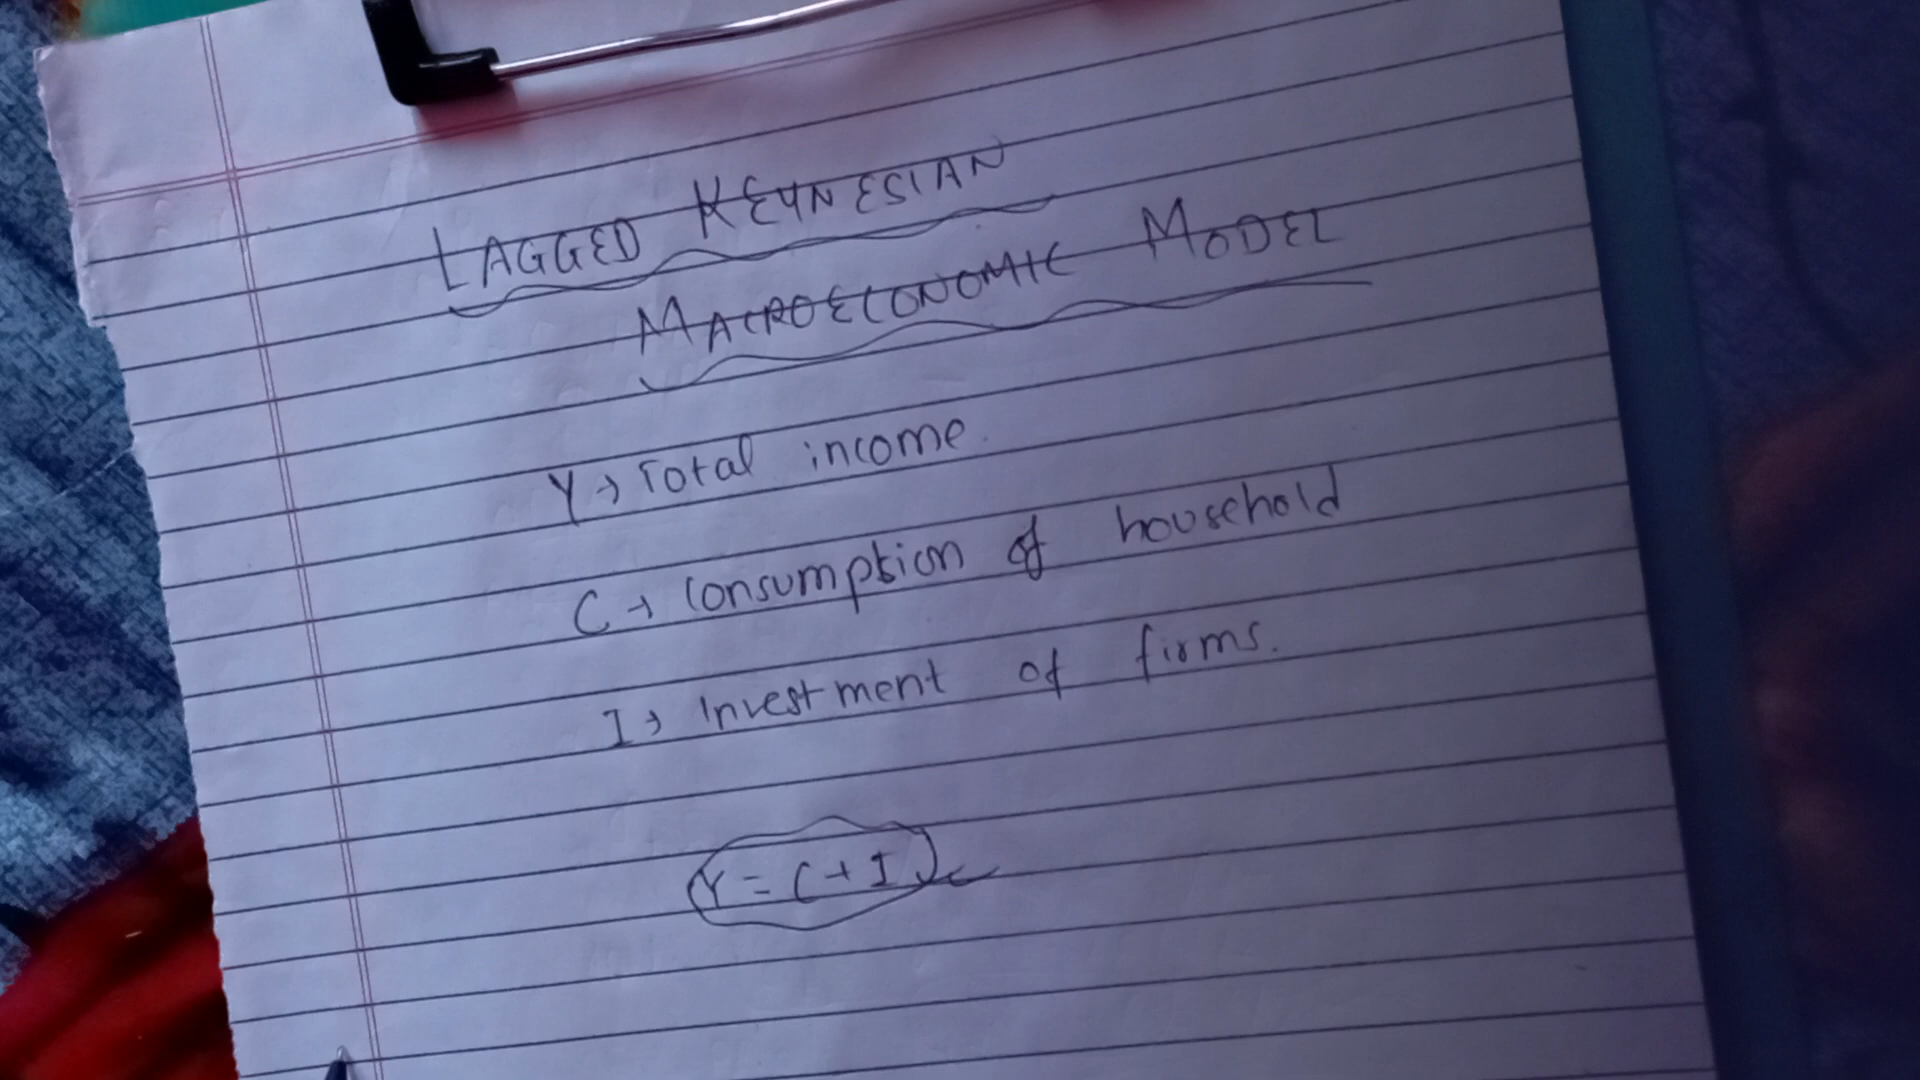 LAGGED KEYNESIAN
MACROECONOMIC MODEL
Y → Total income.
C → Consumption of household
I → Investment of firms.
Y = C + I